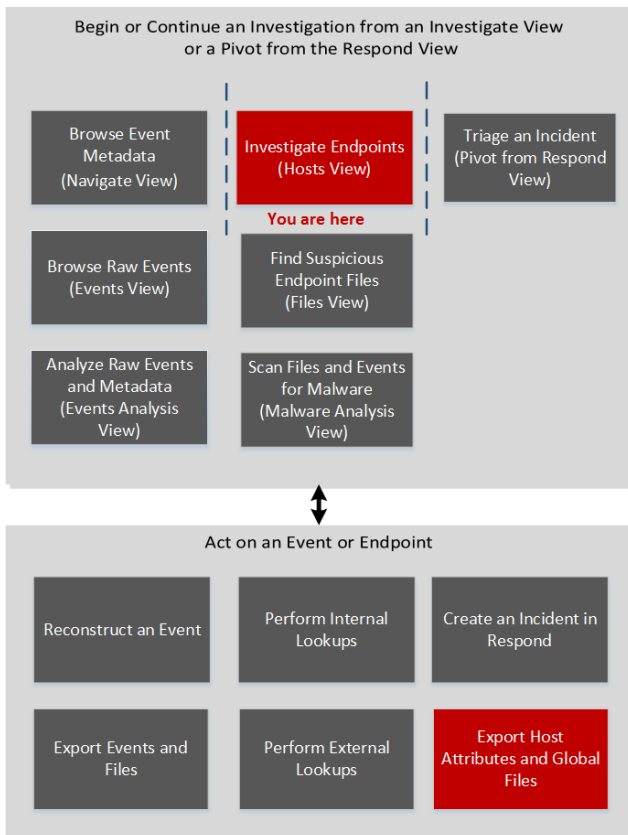 Begin or Continue an Investigation from an Investigate View
or a Pivot from the Respond View
Browse Event
Metadata
(Navigate View)
Investigate Endpoints
(Hosts View)
Triage an Incident
(Pivot from Respond
View)
You are here
Browse Raw Events
(Events View)
Find Suspicious
Endpoint Files
(Files View)
Analyze Raw Events
and Metadata
(Events Analysis
View)
Scan Files and Events
for Malware
(Malware Analysis
View)
Act on an Event or Endpoint
Reconstruct an Event
Perform Internal
Lookups
Create an Incident in
Respond
Export Events and
Files
Perform External
Lookups
Export Host
Attributes and Global
Files